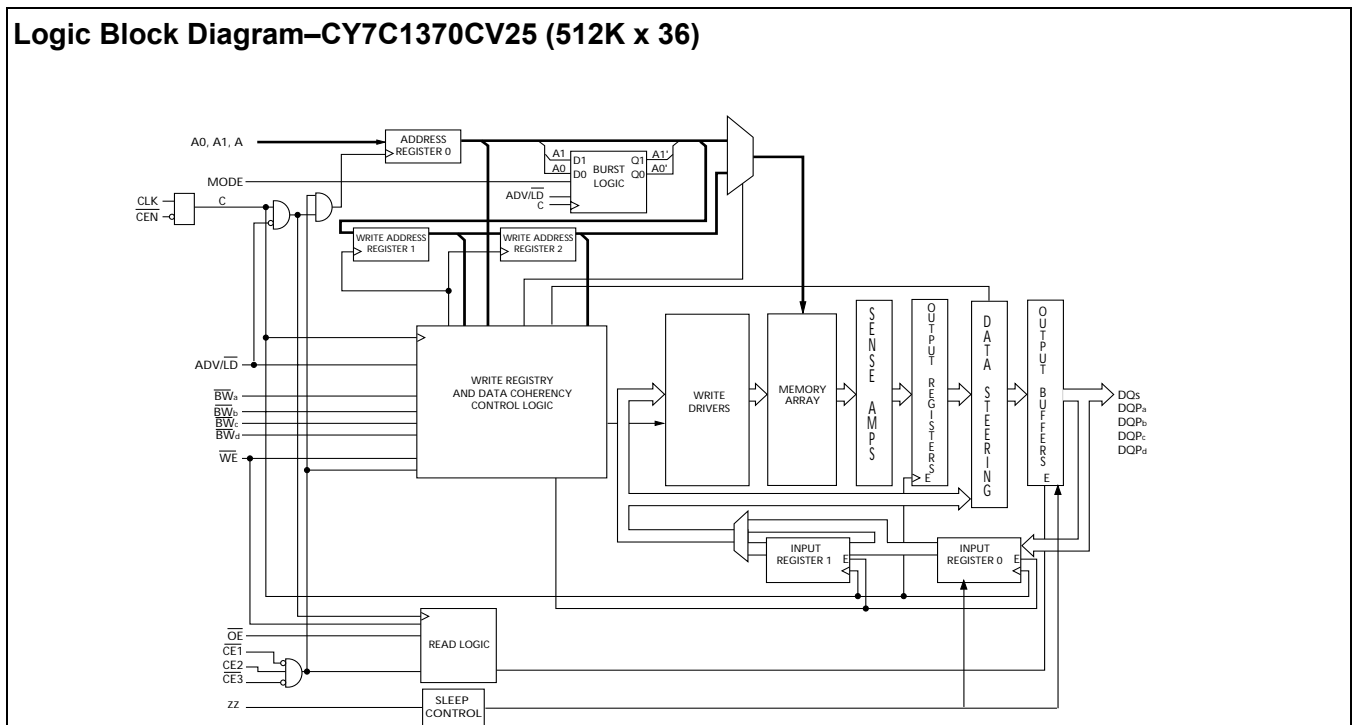 Logic Block Diagram–CY7C1370CV25 (512K x 36)
A0, A1, A
ADDRESS
REGISTER 0
A1
A0
D1
D0
BURST
LOGIC
Q1
Q0
A1'
A0'
MODE
ADV/LD
C
CLK
CEN
C
WRITE ADDRESS
REGISTER 1
WRITE ADDRESS
REGISTER 2
ADV/LD
BWa
BWb
BWc
BWd
WE
WRITE REGISTRY
AND DATA COHERENCY
CONTROL LOGIC
WRITE
DRIVERS
MEMORY
ARRAY
SENSE AMPS
OUTPUT REGISTERS
E
DATA STEERING
OUTPUT BUFFERS
E
DQs
DQPa
DQPb
DQPc
DQPd
INPUT
REGISTER 1
E
INPUT
REGISTER 0
E
OE
CE1
CE2
CE3
READ LOGIC
ZZ
SLEEP
CONTROL